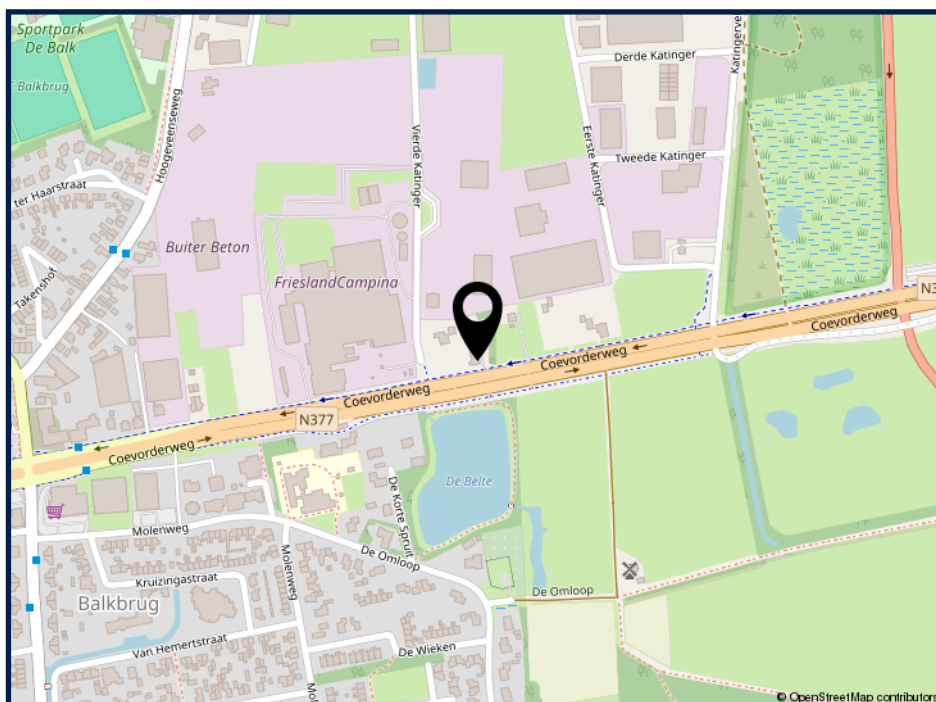 Sportpark
De Balk
E Balkbrug
Hoogeveenseweg
Derde Katinger
Katingerve
Vierde Katinger
Eerste Katinger
Tweede Katinger
ter Haarstraat
Takenshof
Buiter Beton
FrieslandCampina
N3
Coevorderweg
Coevorderweg
Coevorderweg
N377
Coevorderweg
De Belte
De Korte Spruit
Molenweg
De Omloop
Molenweg
Kruizingastraat
De Omloop
Balkbrug
Van Hemertstraat
De Wieken
Mol
© OpenStreetMap contributors